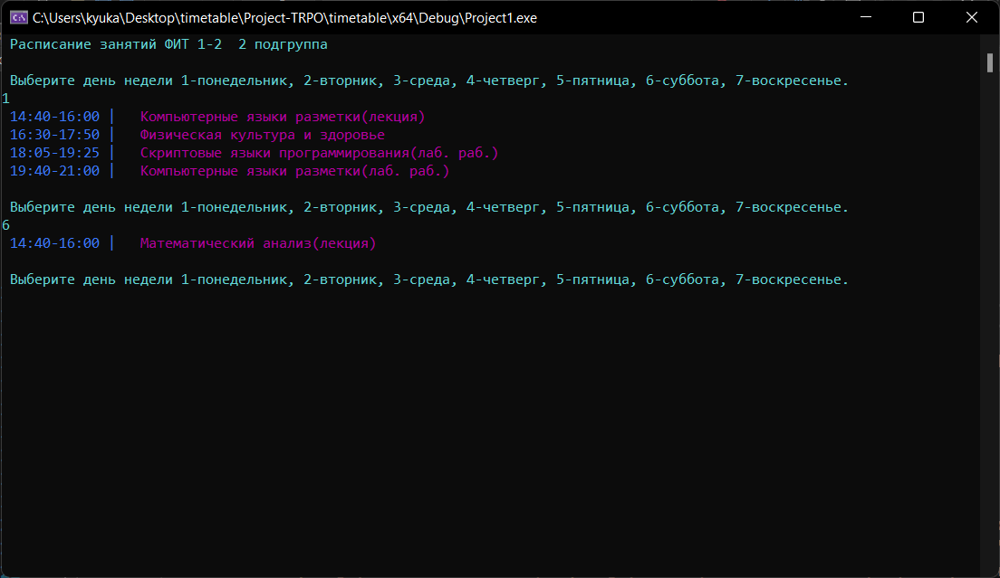 C:\Users\kyuka\Desktop\timetable\Project-TRPO\timetable\x64\Debug\Project1.exe
Расписание занятий ФИТ 1-2  2 подгруппа
Выберите день недели 1-понедельник, 2-вторник, 3-среда, 4-четверг, 5-пятница, 6-суббота, 7-воскресенье.
1
14:40-16:00 |   Компьютерные языки разметки(лекция)
16:30-17:50 |   Физическая культура и здоровье
18:05-19:25 |   Скриптовые языки программирования(лаб. раб.)
19:40-21:00 |   Компьютерные языки разметки(лаб. раб.)
Выберите день недели 1-понедельник, 2-вторник, 3-среда, 4-четверг, 5-пятница, 6-суббота, 7-воскресенье.
6
14:40-16:00 |   Математический анализ(лекция)
Выберите день недели 1-понедельник, 2-вторник, 3-среда, 4-четверг, 5-пятница, 6-суббота, 7-воскресенье.